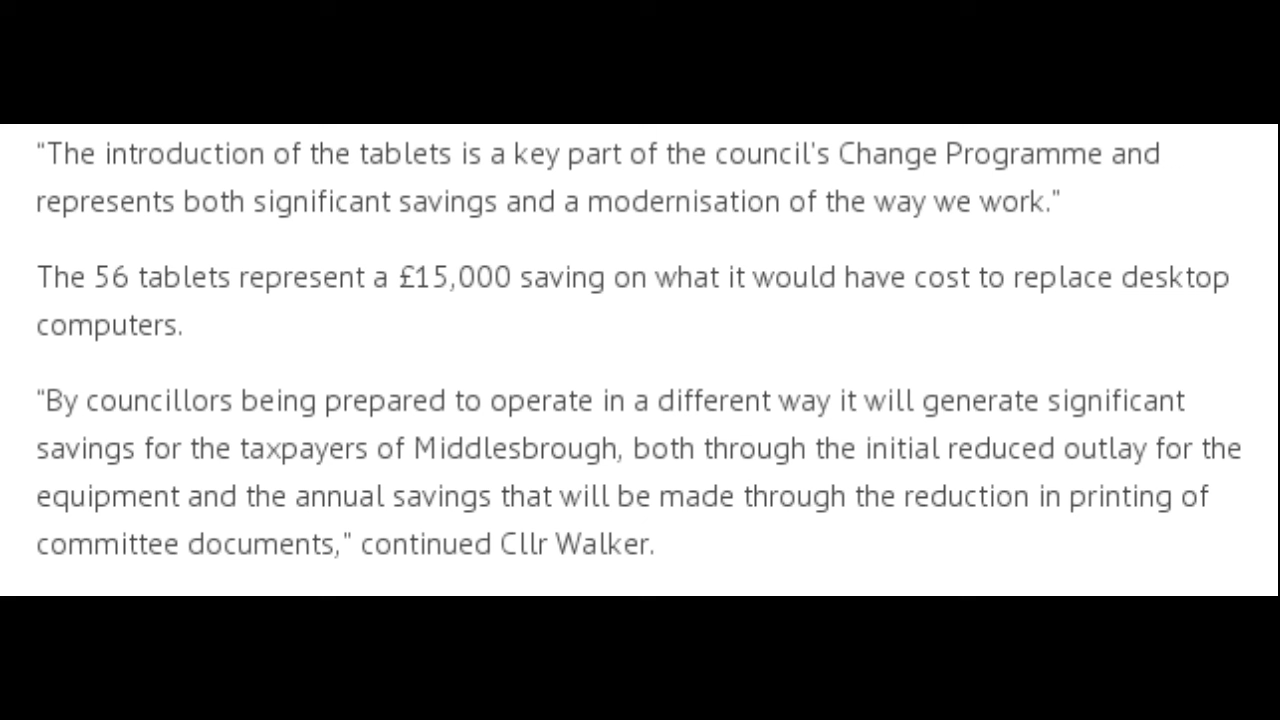 "The introduction of the tablets is a key part of the council's Change Programme and
represents both significant savings and a modernisation of the way we work."
The 56 tablets represent a £15,000 saving on what it would have cost to replace desktop
computers.
"By councillors being prepared to operate in a different way it will generate significant
savings for the taxpayers of Middlesbrough, both through the initial reduced outlay for the
equipment and the annual savings that will be made through the reduction in printing of
committee documents," continued Cllr Walker.